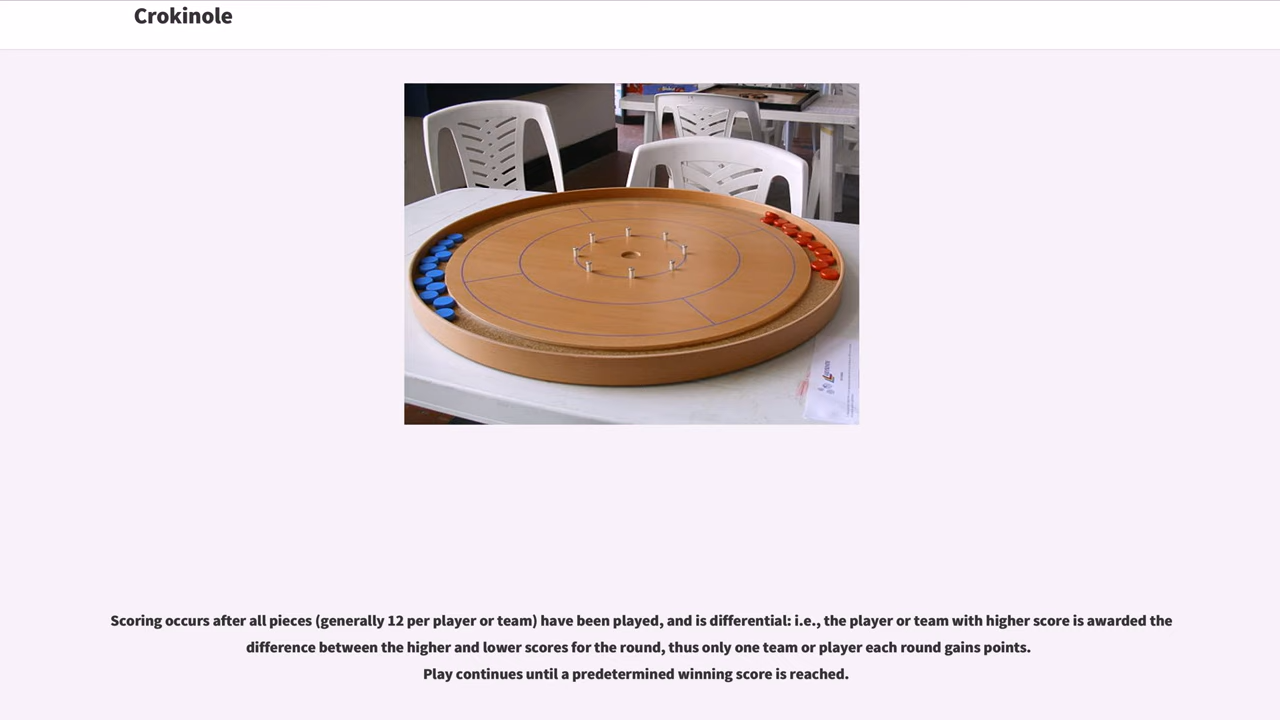 Crokinole
Scoring occurs after all pieces (generally 12 per player or team) have been played, and is differential: i.e., the player or team with higher score is awarded the
difference between the higher and lower scores for the round, thus only one team or player each round gains points.
Play continues until a predetermined winning score is reached.